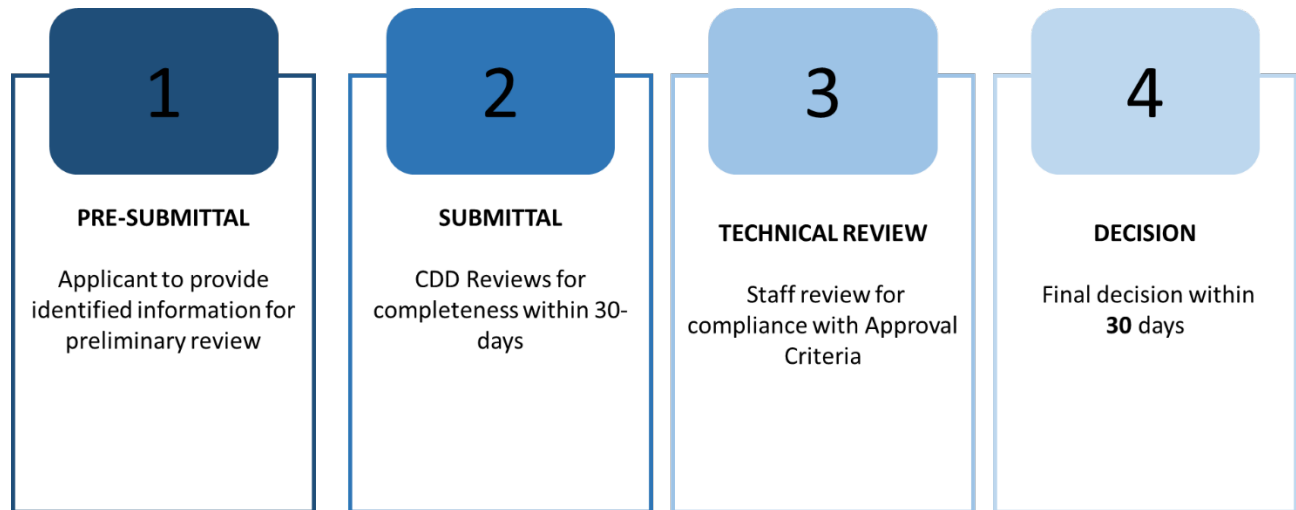 1
PRE-SUBMITTAL
Applicant to provide
identified information for
preliminary review
2
SUBMITTAL
CDD Reviews for
completeness within 30-
days
3
TECHNICAL REVIEW
Staff review for
compliance with Approval
Criteria
4
DECISION
Final decision within
30 days